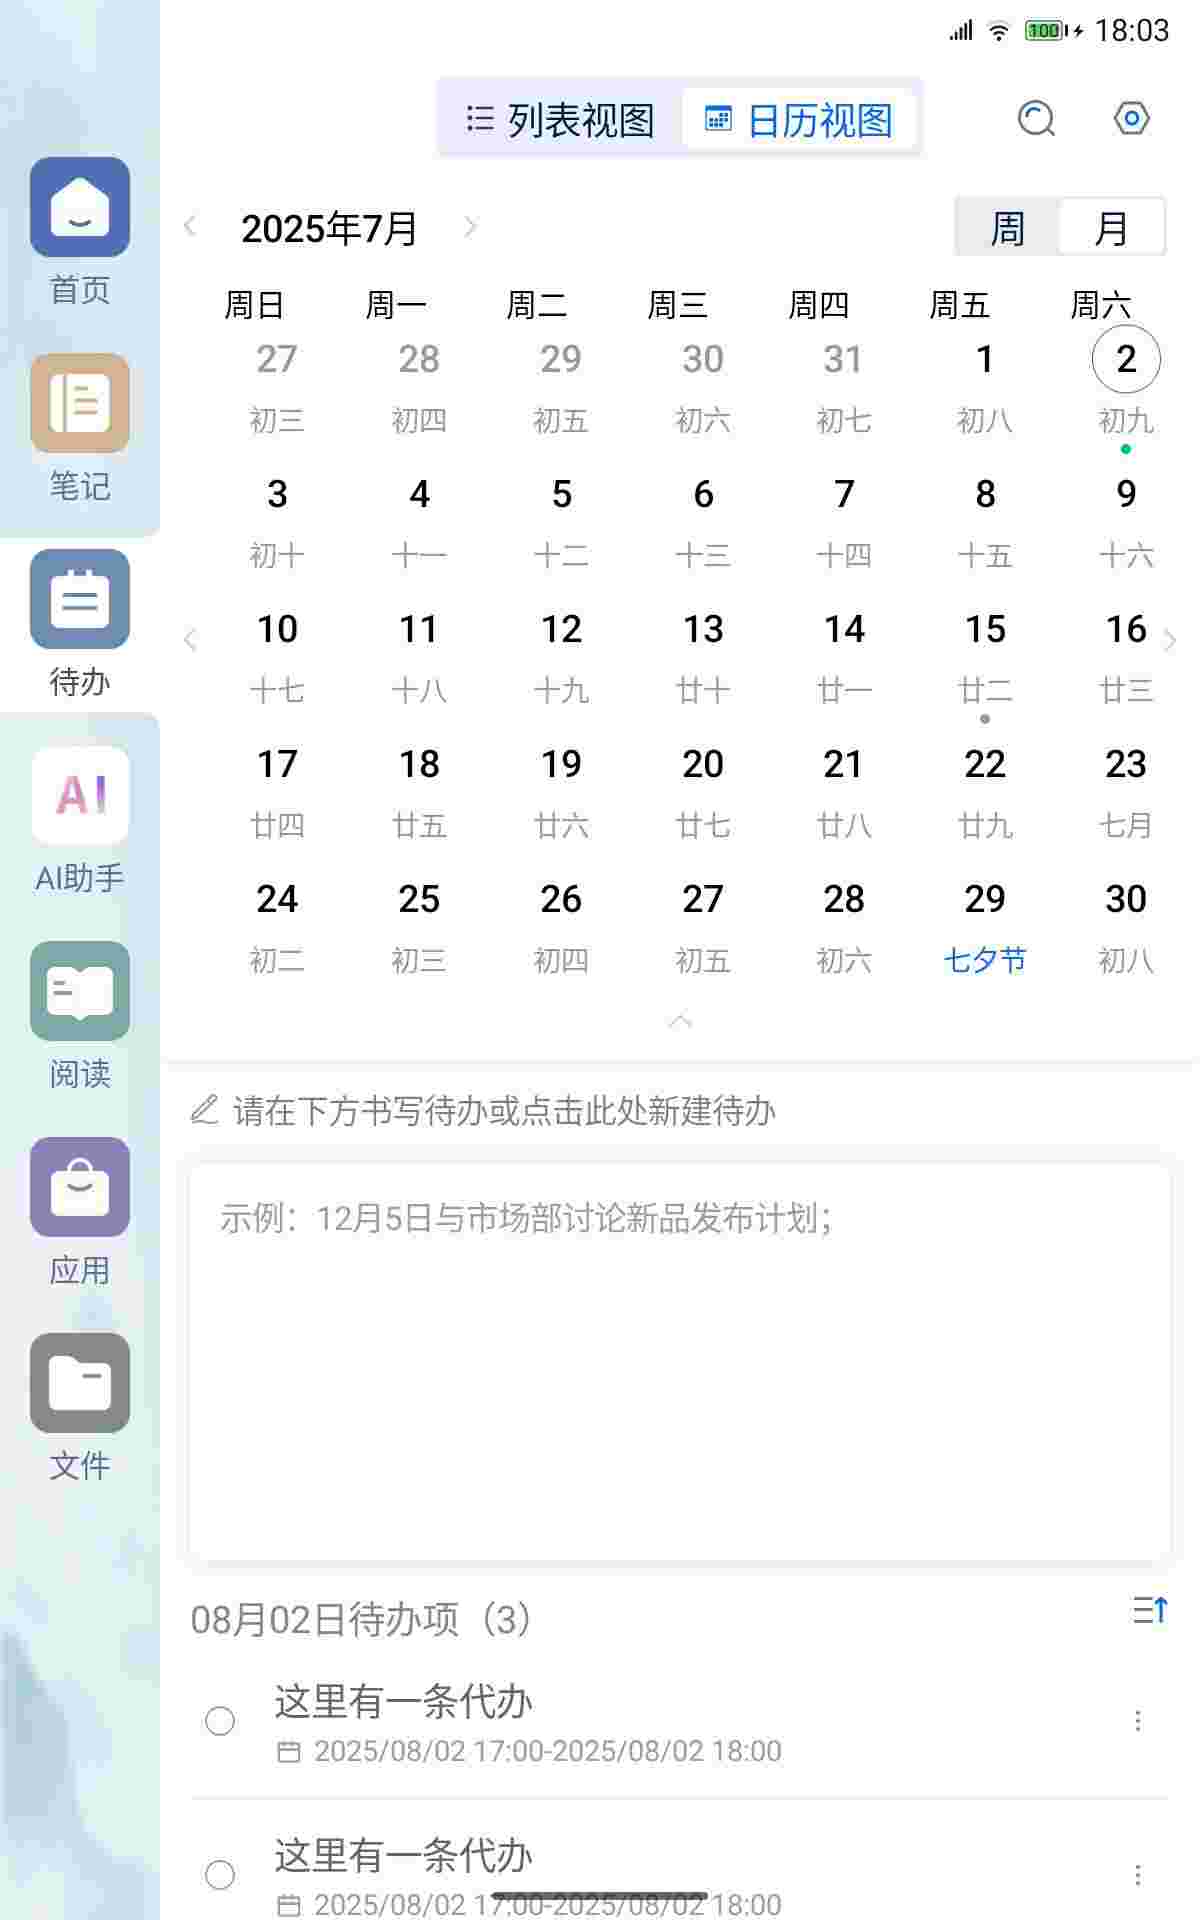 100 18:03
列表视图 日历视图
2025年7月 周 月
周日 周一 周二 周三 周四 周五 周六
27 28 29 30 31 1 2
初三 初四 初五 初六 初七 初八 初九
3 4 5 6 7 8 9
初十 十一 十二 十三 十四 十五 十六
10 11 12 13 14 15 16
十七 十八 十九 廿十 廿一 廿二 廿三
17 18 19 20 21 22 23
廿四 廿五 廿六 廿七 廿八 廿九 七月
24 25 26 27 28 29 30
初二 初三 初四 初五 初六 七夕节 初八
首页
笔记
待办
AI
AI助手
阅读
应用
文件
请在下方书写待办或点击此处新建待办
示例：12月5日与市场部讨论新品发布计划；
08月02日待办项（3）
这里有一条代办
2025/08/02 17:00-2025/08/02 18:00
这里有一条代办
2025/08/02 17:00-2025/08/02 18:00